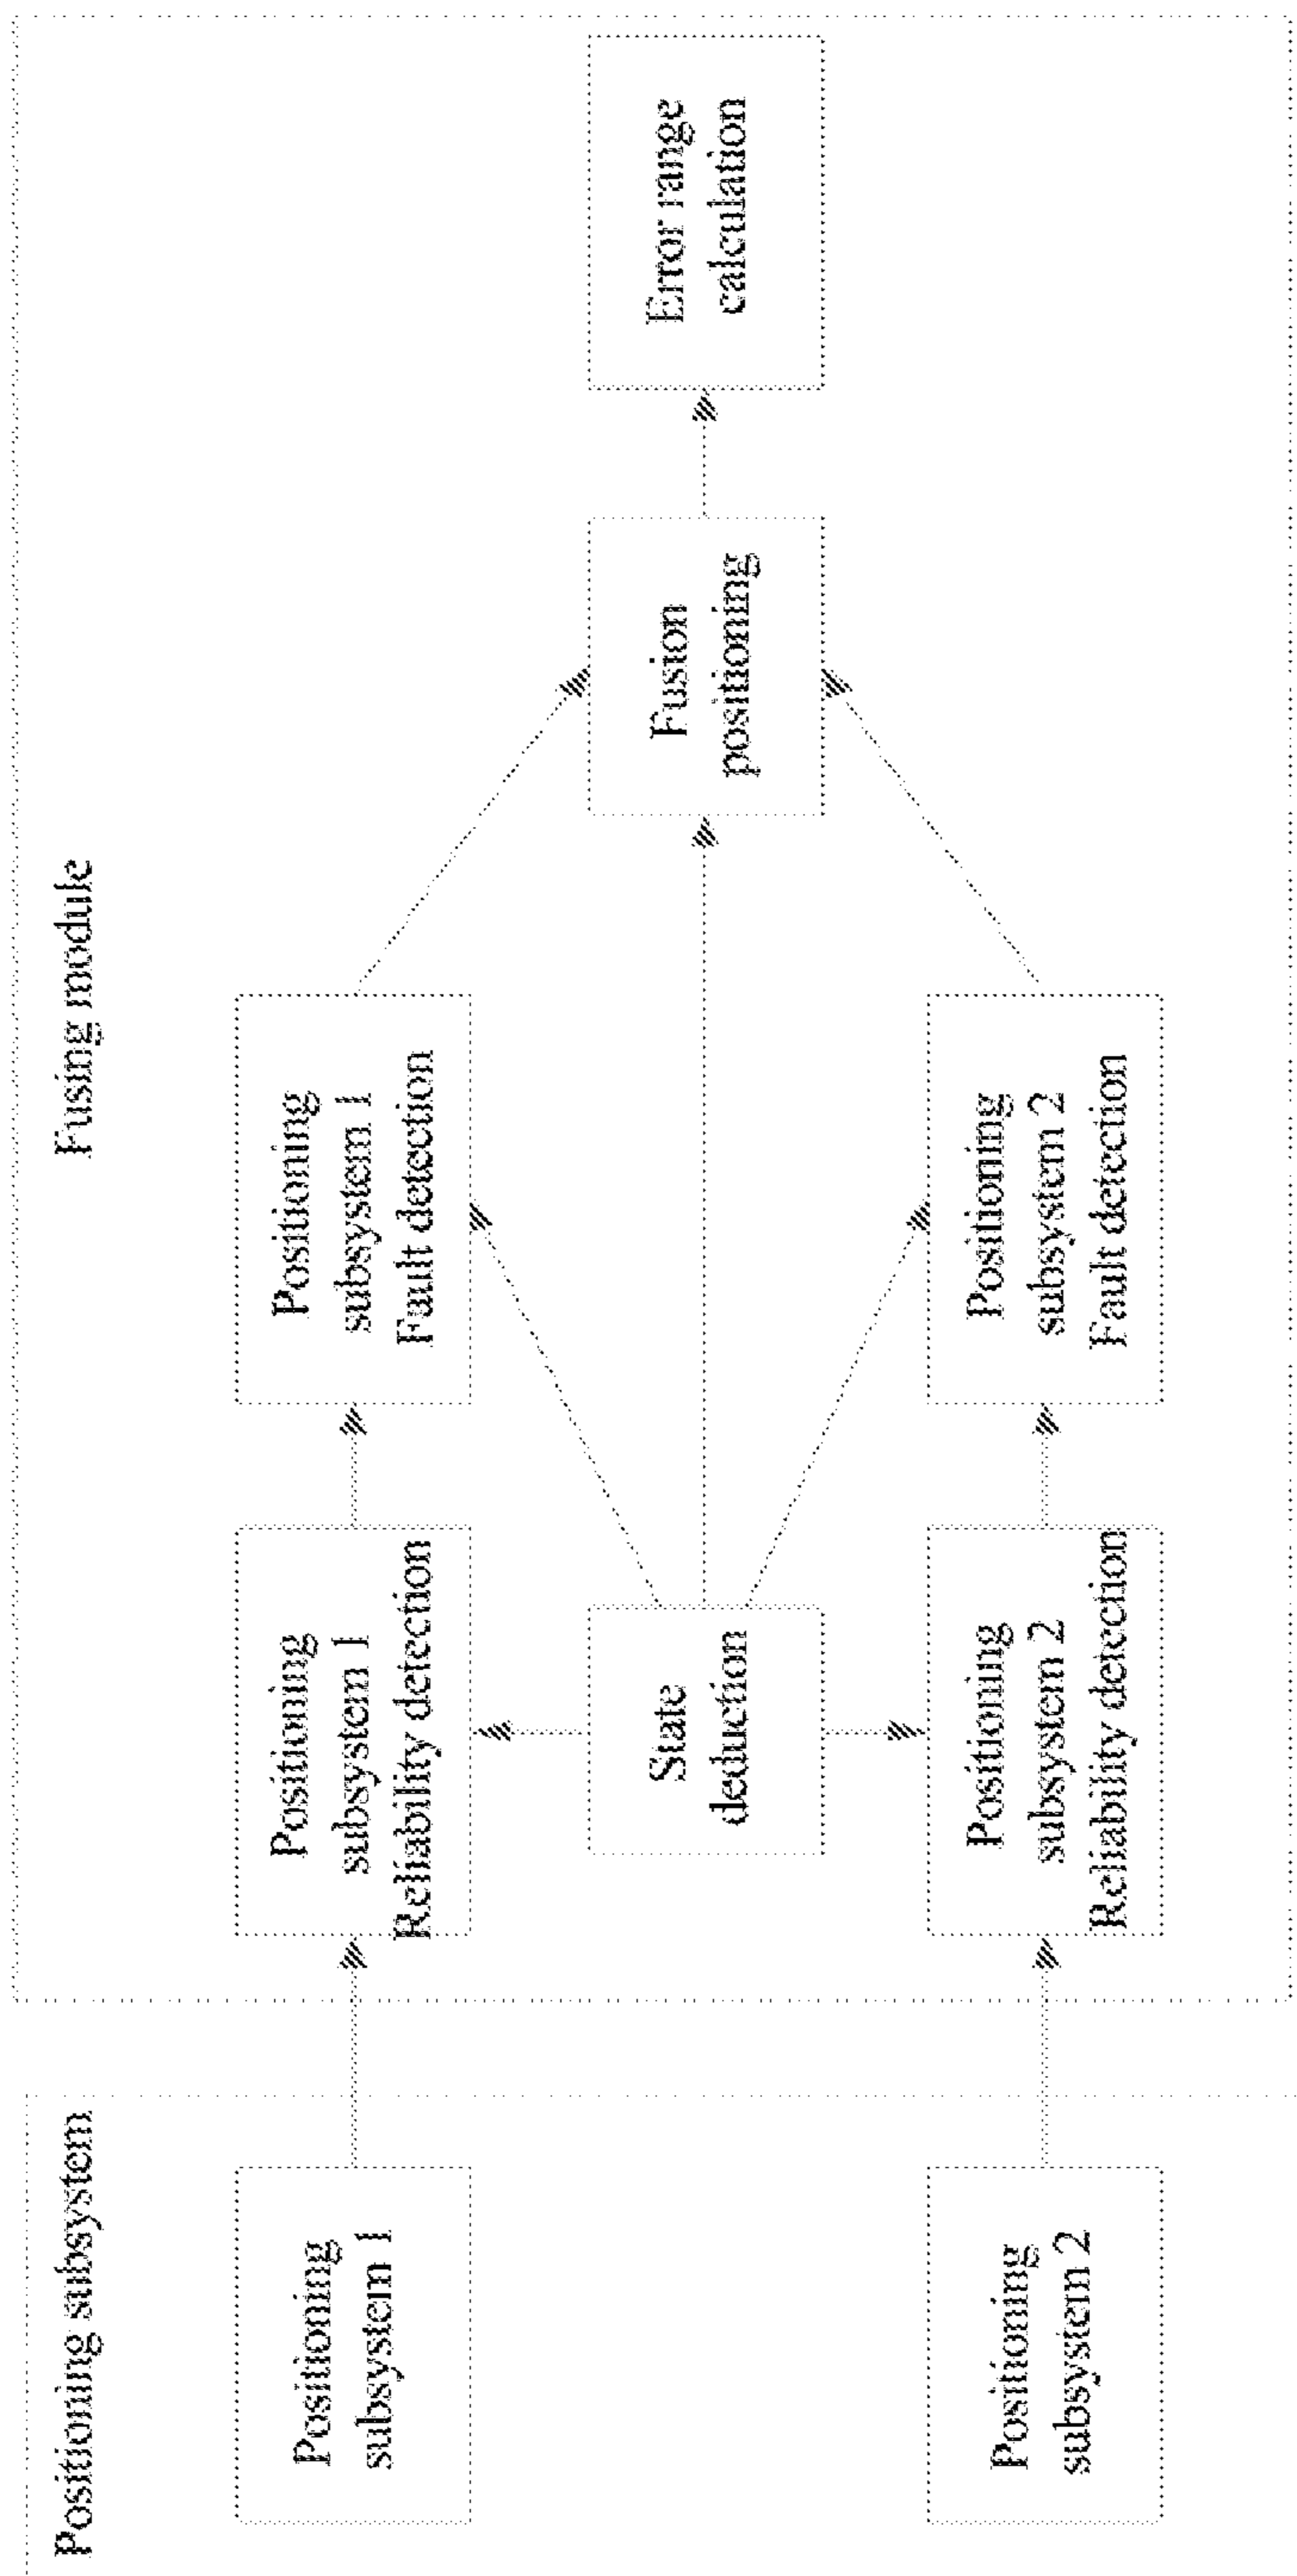 Positioning subsystem
Positioning
subsystem 1
Positioning
subsystem 2
Fusing module
Positioning
subsystem 1
Reliability detection
Positioning
subsystem 1
Fault detection
State
deduction
Fusion
positioning
Error range
calculation
Positioning
subsystem 2
Reliability detection
Positioning
subsystem 2
Fault detection